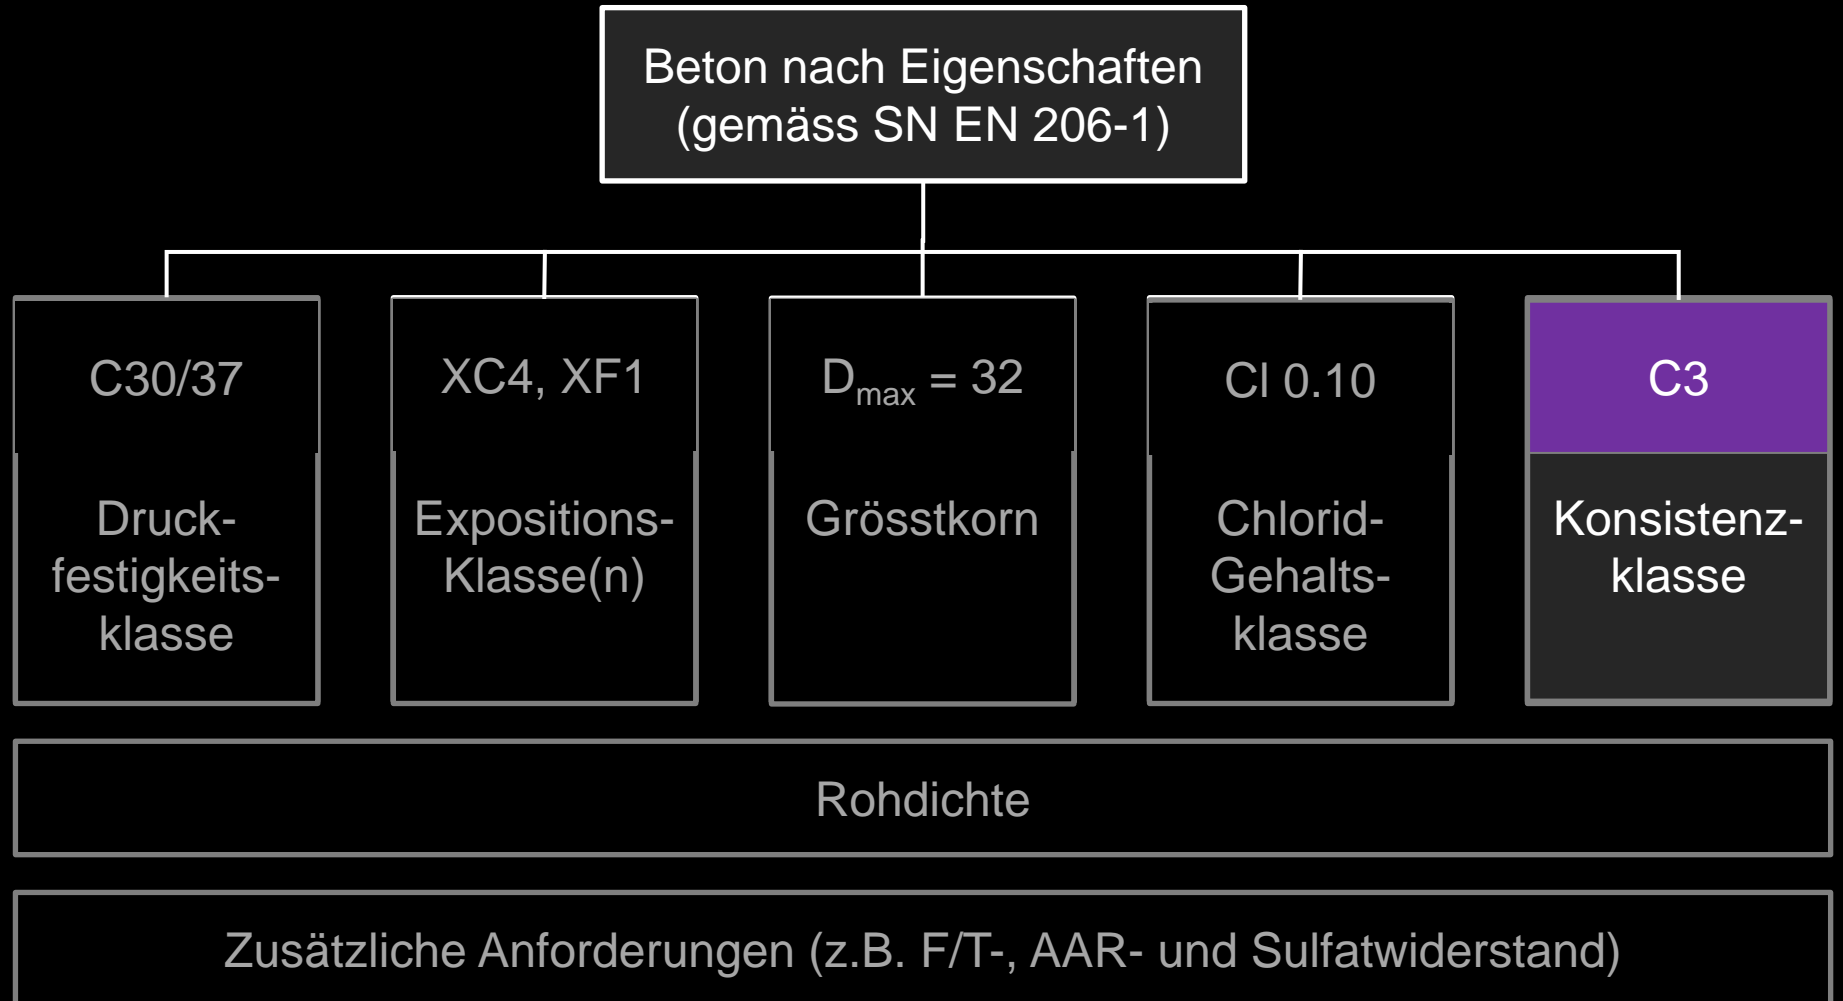 Beton nach Eigenschaften
(gemäss SN EN 206-1)
C30/37
XC4, XF1
Dmax = 32
Cl 0.10
C3
Druck-
festigkeits-
klasse
Expositions-
Klasse(n)
Grösstkorn
Chlorid-
Gehalts-
klasse
Konsistenz-
klasse
Rohdichte
Zusätzliche Anforderungen (z.B. F/T-, AAR- und Sulfatwiderstand)